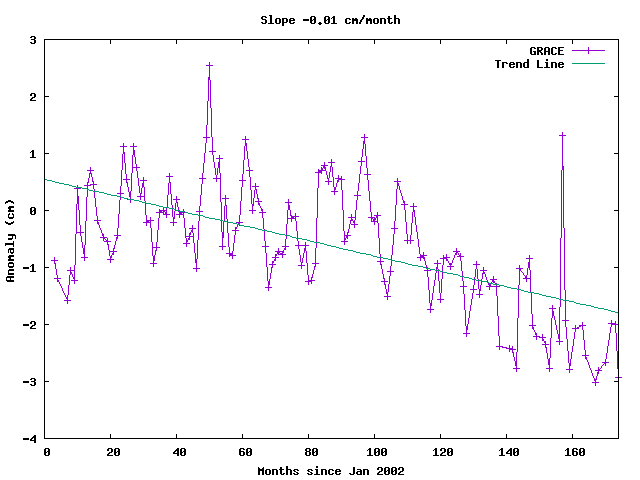 Slope -0.01 cm/month
GRACE
Trend Line
3
2
1
0
-1
-2
-3
-4
Anomaly (cm)
0 20 40 60 80 100 120 140 160
Months since Jan 2002